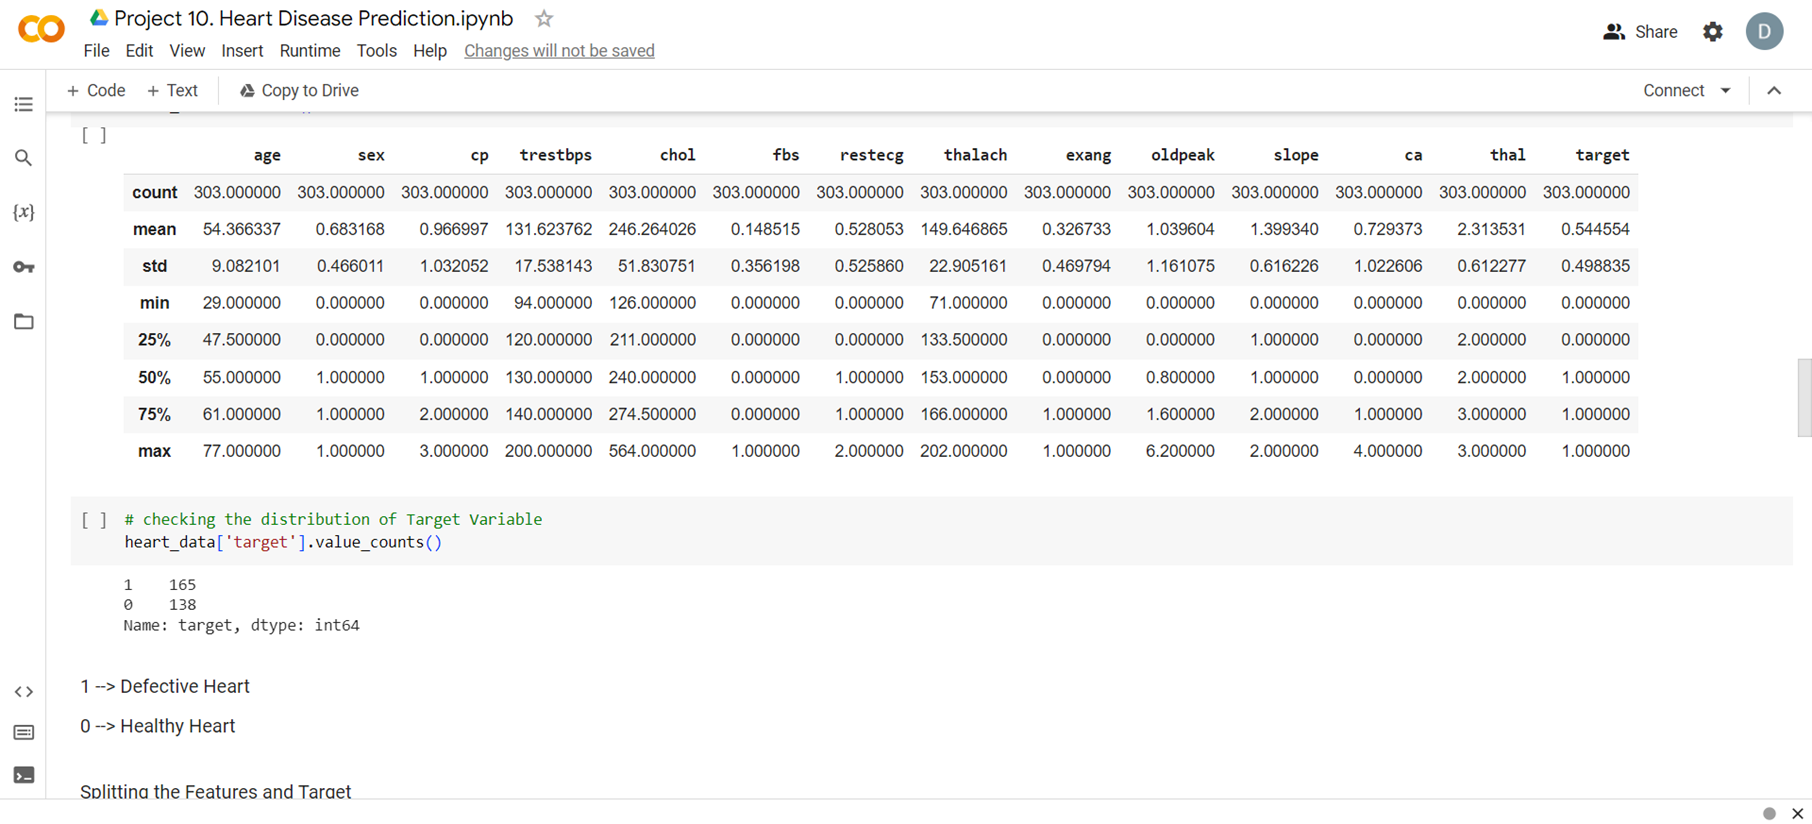 Project 10. Heart Disease Prediction.ipynb
File Edit View Insert Runtime Tools Help Changes will not be saved
Share
D
+ Code + Text Copy to Drive
Connect
[ ]
age sex cp trestbps chol fbs restecg thalach exang oldpeak slope ca thal target
count 303.000000 303.000000 303.000000 303.000000 303.000000 303.000000 303.000000 303.000000 303.000000 303.000000 303.000000 303.000000 303.000000 303.000000
mean 54.366337 0.683168 0.966997 131.623762 246.264026 0.148515 0.528053 149.646865 0.326733 1.039604 1.399340 0.729373 2.313531 0.544554
std 9.082101 0.466011 1.032052 17.538143 51.830751 0.356198 0.525860 22.905161 0.469794 1.161075 0.616226 1.022606 0.612277 0.498835
min 29.000000 0.000000 0.000000 94.000000 126.000000 0.000000 0.000000 71.000000 0.000000 0.000000 0.000000 0.000000 0.000000 0.000000
25% 47.500000 0.000000 0.000000 120.000000 211.000000 0.000000 0.000000 133.500000 0.000000 0.000000 1.000000 0.000000 2.000000 0.000000
50% 55.000000 1.000000 1.000000 130.000000 240.000000 0.000000 1.000000 153.000000 0.000000 0.800000 1.000000 0.000000 2.000000 1.000000
75% 61.000000 1.000000 2.000000 140.000000 274.500000 0.000000 1.000000 166.000000 1.000000 1.600000 2.000000 1.000000 3.000000 1.000000
max 77.000000 1.000000 3.000000 200.000000 564.000000 1.000000 2.000000 202.000000 1.000000 6.200000 2.000000 4.000000 3.000000 1.000000
[ ] # checking the distribution of Target Variable
heart_data['target'].value_counts()
1 165
0 138
Name: target, dtype: int64
1 --> Defective Heart
0 --> Healthy Heart
Splitting the Features and Target